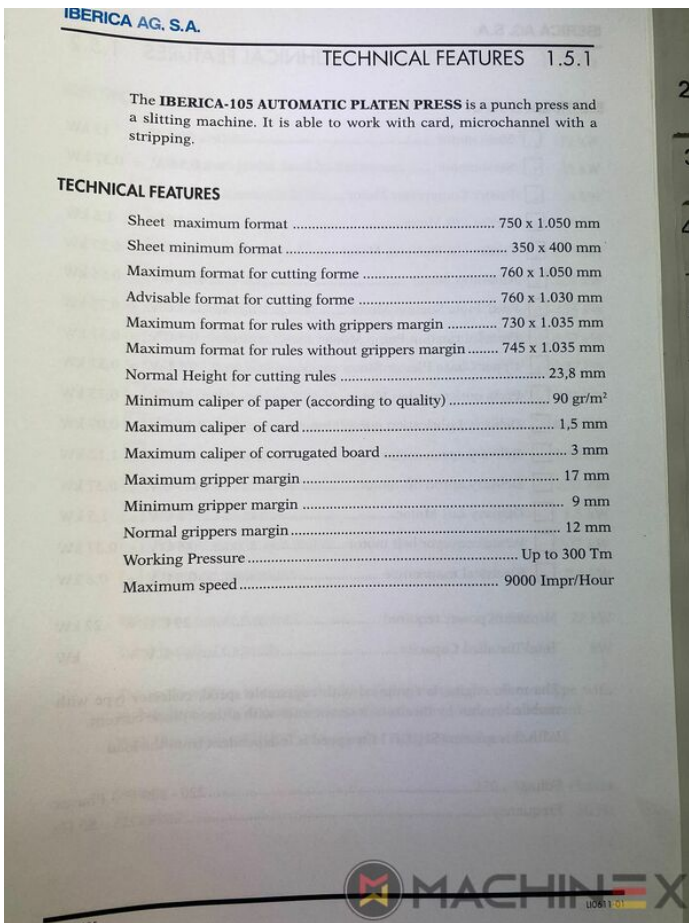 IBERICA AG. S.A.
TECHNICAL FEATURES 1.5.1
The IBERICA-105 AUTOMATIC PLATEN PRESS is a punch press and
a slitting machine. It is able to work with card, microchannel with a
stripping.
TECHNICAL FEATURES
Sheet maximum format ........ 750 x 1.050 mm
Sheet minimum format ........ 350 x 400 mm
Maximum format for cutting forme ........ 760 x 1.050 mm
Advisable format for cutting forme ........ 760 x 1.030 mm
Maximum format for rules with grippers margin ........ 730 x 1.035 mm
Maximum format for rules without grippers margin ........ 745 x 1.035 mm
Normal Height for cutting rules ........ 23,8 mm
Minimum caliper of paper (according to quality) ........ 90 gr/m²
Maximum caliper of card ........ 1,5 mm
Maximum caliper of corrugated board ........ 3 mm
Maximum gripper margin ........ 17 mm
Minimum gripper margin ........ 9 mm
Normal grippers margin ........ 12 mm
Working Pressure ........ Up to 300 Tm
Maximum speed ........ 9000 Impr/Hour
MACHINEX
LI0611-01